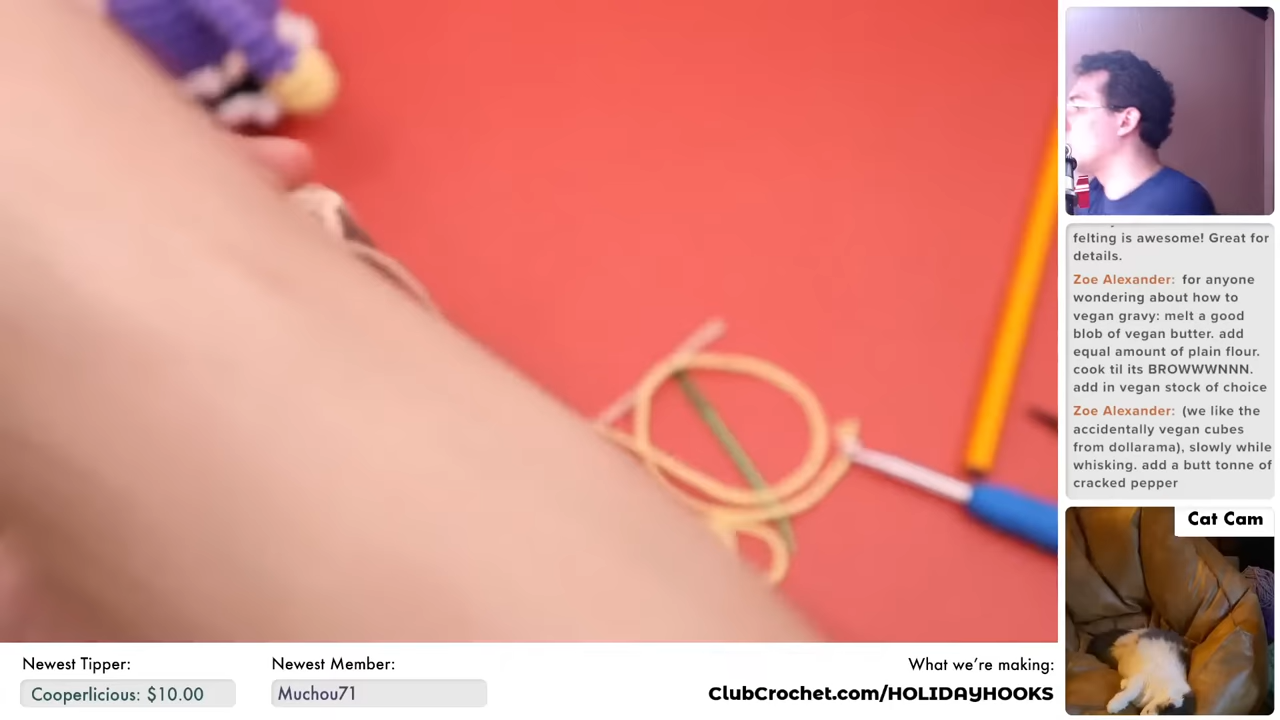 felting is awesome! Great for
details.
Zoe Alexander: for anyone
wondering about how to
vegan gravy: melt a good
blob of vegan butter. add
equal amount of plain flour.
cook til its BROWWWNNN.
add in vegan stock of choice
Zoe Alexander: (we like the
accidentally vegan cubes
from dollarama), slowly while
whisking. add a butt tonne of
cracked pepper
Cat Cam
Newest Tipper:
Cooperlicious: $10.00
Newest Member:
Muchou71
What we're making:
ClubCrochet.com/HOLIDAYHOOKS